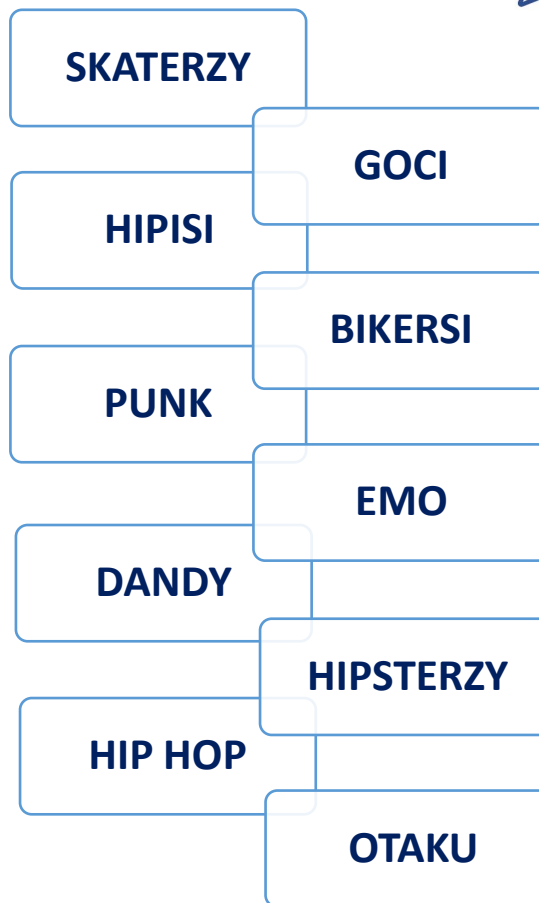 SKATERZY
GOCI
HIPISI
BIKERSI
PUNK
EMO
DANDY
HIPSTERZY
HIP HOP
OTAKU